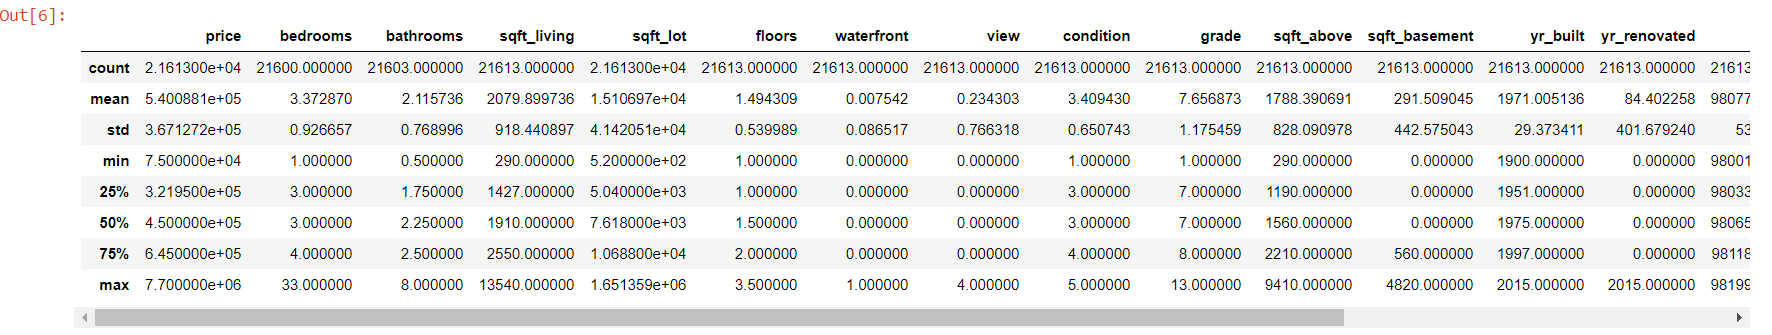 Out[6]:
price bedrooms bathrooms sqft_living sqft_lot floors waterfront view condition grade sqft_above sqft_basement yr_built yr_renovated
count 2.161300e+04 21600.000000 21603.000000 21613.000000 2.161300e+04 21613.000000 21613.000000 21613.000000 21613.000000 21613.000000 21613.000000 21613.000000 21613.000000 21613.000000 21613
mean 5.400881e+05 3.372870 2.115736 2079.899736 1.510697e+04 1.494309 0.007542 0.234303 3.409430 7.656873 1788.390691 291.509045 1971.005136 84.402258 98077
std 3.671272e+05 0.926657 0.768996 918.440897 4.142051e+04 0.539989 0.086517 0.766318 0.650743 1.175459 828.090978 442.575043 29.373411 401.679240 53
min 7.500000e+04 1.000000 0.500000 290.000000 5.200000e+02 1.000000 0.000000 0.000000 1.000000 1.000000 290.000000 0.000000 1900.000000 0.000000 98001
25% 3.219500e+05 3.000000 1.750000 1427.000000 5.040000e+03 1.000000 0.000000 0.000000 3.000000 7.000000 1190.000000 0.000000 1951.000000 0.000000 98033
50% 4.500000e+05 3.000000 2.250000 1910.000000 7.618000e+03 1.500000 0.000000 0.000000 3.000000 7.000000 1560.000000 0.000000 1975.000000 0.000000 98065
75% 6.450000e+05 4.000000 2.500000 2550.000000 1.068800e+04 2.000000 0.000000 0.000000 4.000000 8.000000 2210.000000 560.000000 1997.000000 0.000000 98118
max 7.700000e+06 33.000000 8.000000 13540.000000 1.651359e+06 3.500000 1.000000 4.000000 5.000000 13.000000 9410.000000 4820.000000 2015.000000 2015.000000 98199